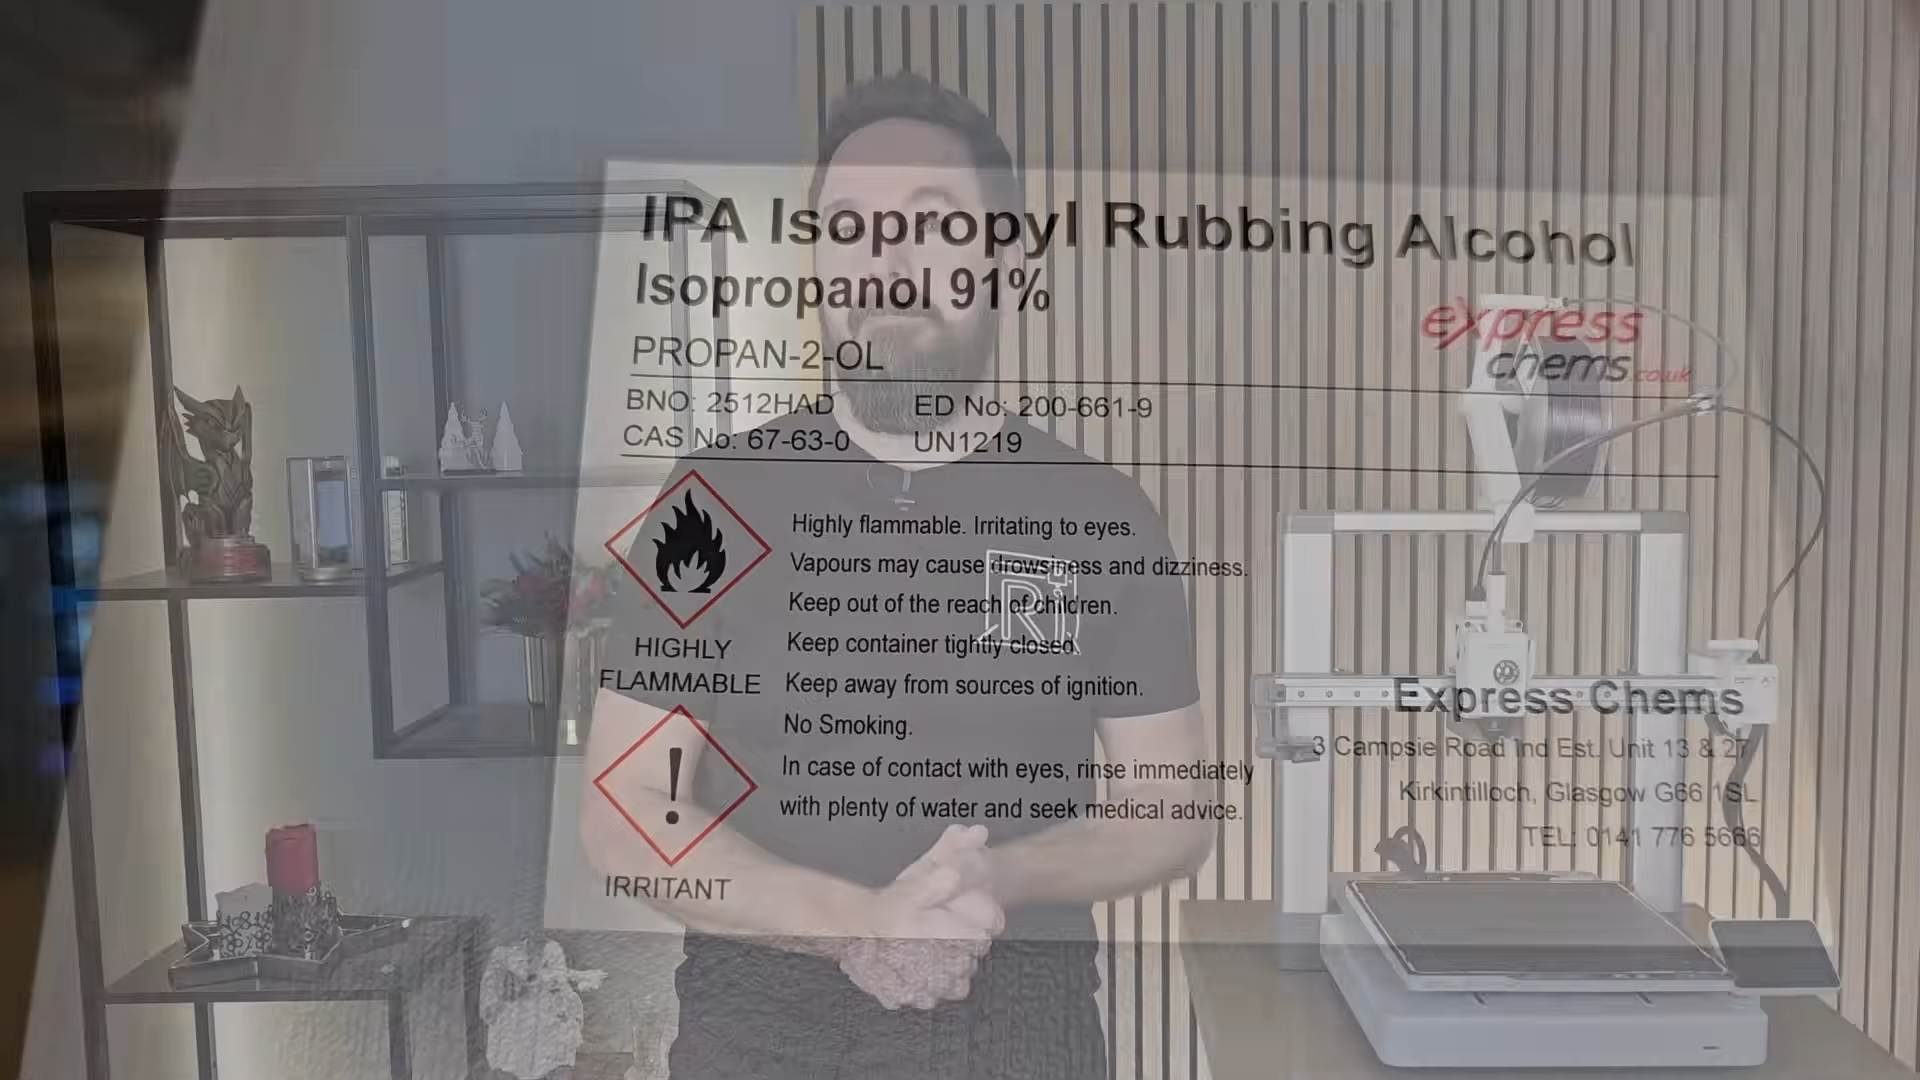 IPA Isopropyl Rubbing Alcohol
Isopropanol 91%
PROPAN-2-OL
express
chems.co.uk
BNO: 2512HAD ED No: 200-661-9
CAS No: 67-63-0 UN1219
Highly flammable. Irritating to eyes.
Vapours may cause drowsiness and dizziness.
Keep out of the reach of children.
Keep container tightly closed.
Keep away from sources of ignition.
No Smoking.
In case of contact with eyes, rinse immediately
with plenty of water and seek medical advice.
HIGHLY
FLAMMABLE
!
IRRITANT
Ri
Express Chems
3 Campsie Road Ind Est. Unit 13 & 27
Kirkintilloch, Glasgow G66 1SL
TEL: 0141 776 5666